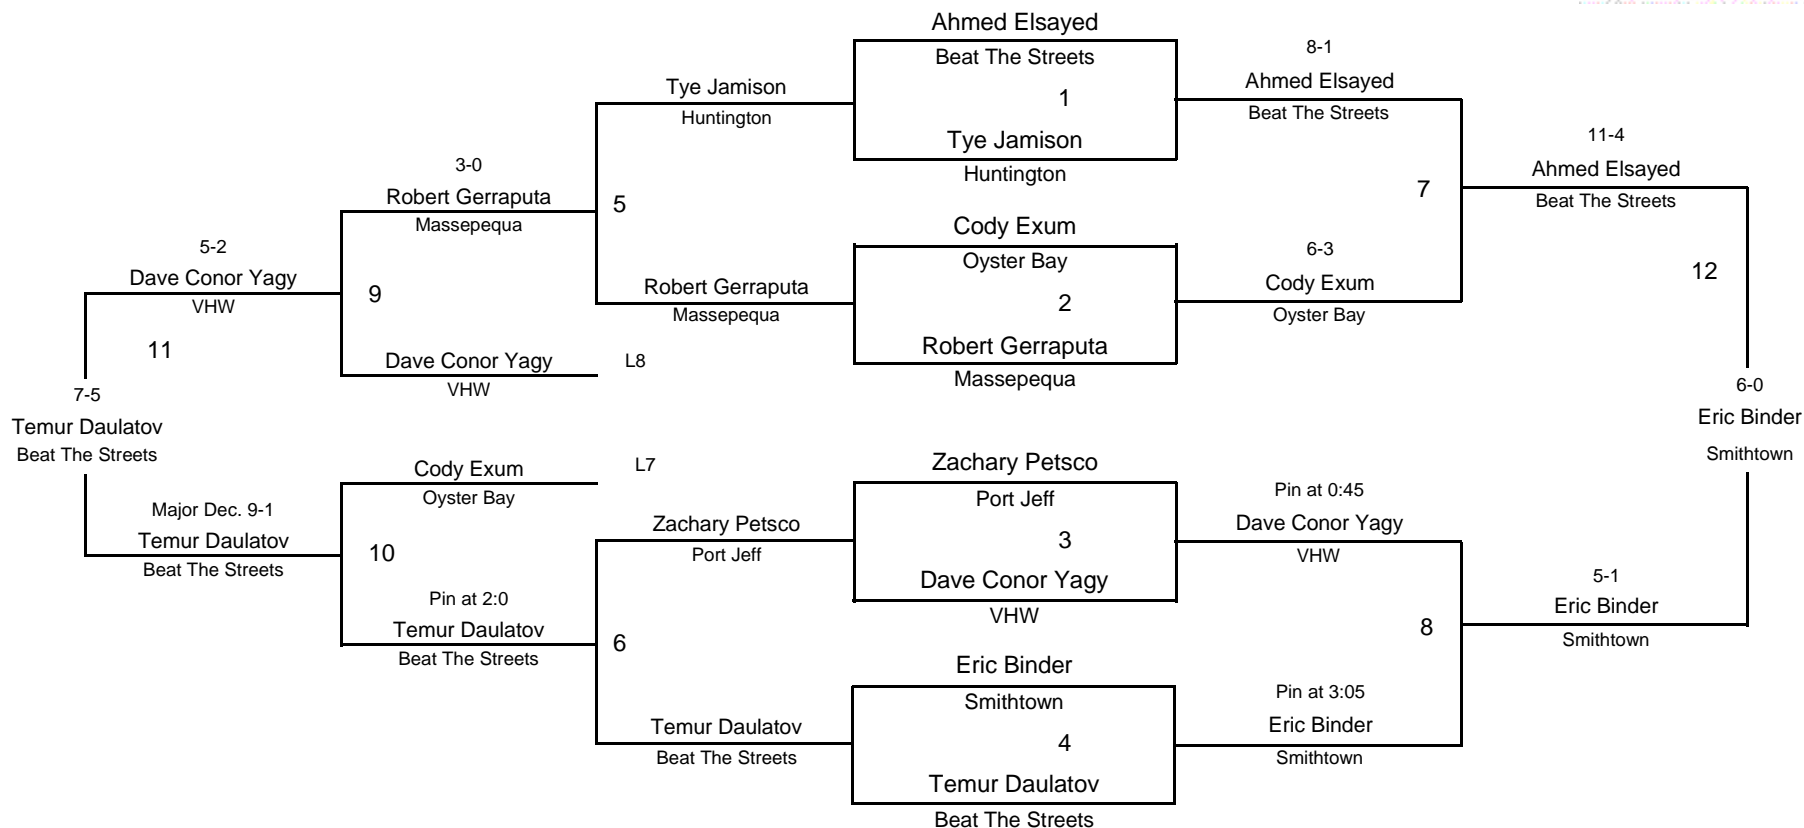 Ahmed Elsayed
Beat The Streets
1
Tye Jamison
Huntington
Cody Exum
Oyster Bay
2
Robert Gerraputa
Massepequa
Zachary Petsco
Port Jeff
3
Dave Conor Yagy
VHW
Eric Binder
Smithtown
4
Temur Daulatov
Beat The Streets
8-1
Ahmed Elsayed
Beat The Streets
7
6-3
Cody Exum
Oyster Bay
Pin at 0:45
Dave Conor Yagy
VHW
8
Pin at 3:05
Eric Binder
Smithtown
11-4
Ahmed Elsayed
Beat The Streets
12
5-1
Eric Binder
Smithtown
6-0
Eric Binder
Smithtown
Tye Jamison
Huntington
5
Robert Gerraputa
Massepequa
L8
L7
Zachary Petsco
Port Jeff
6
Temur Daulatov
Beat The Streets
3-0
Robert Gerraputa
Massepequa
9
Dave Conor Yagy
VHW
Cody Exum
Oyster Bay
10
Pin at 2:0
Temur Daulatov
Beat The Streets
5-2
Dave Conor Yagy
VHW
11
Major Dec. 9-1
Temur Daulatov
Beat The Streets
7-5
Temur Daulatov
Beat The Streets